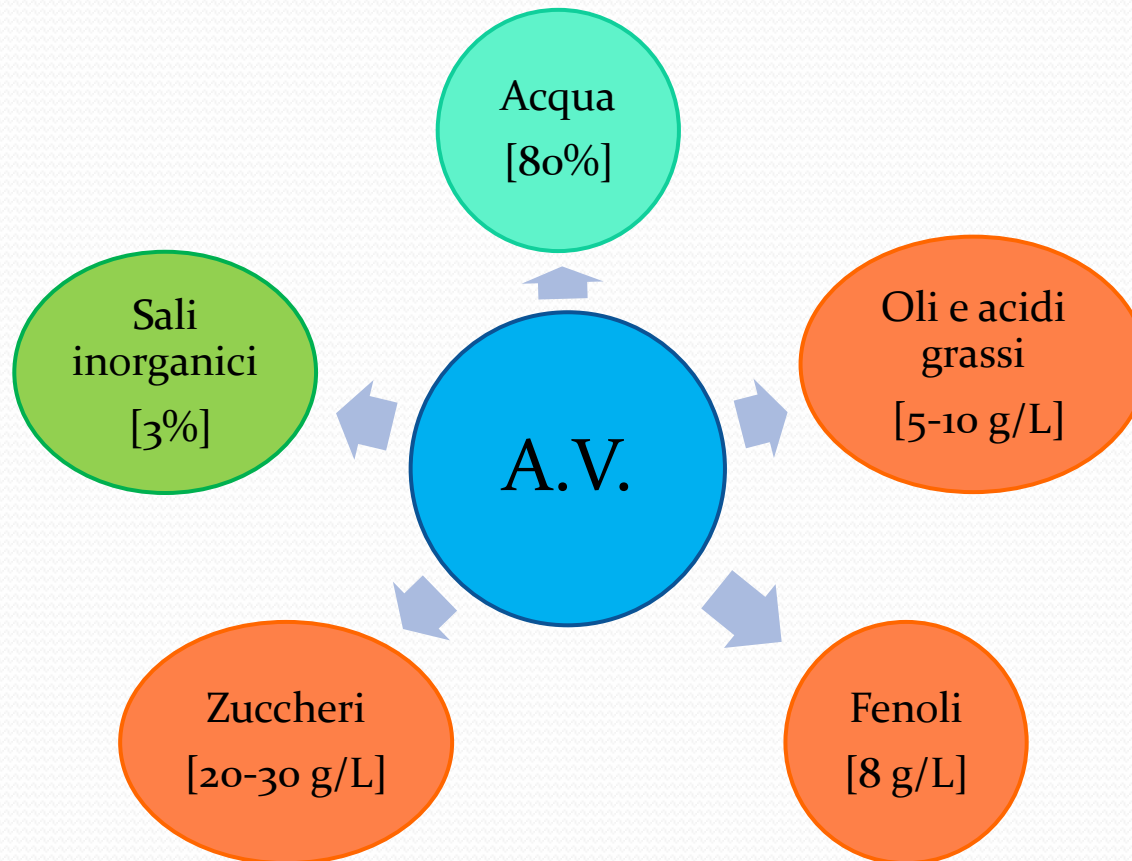 Acqua
[80%]
Sali
inorganici
[3%]
Oli e acidi
grassi
[5-10 g/L]
A.V.
Zuccheri
[20-30 g/L]
Fenoli
[8 g/L]